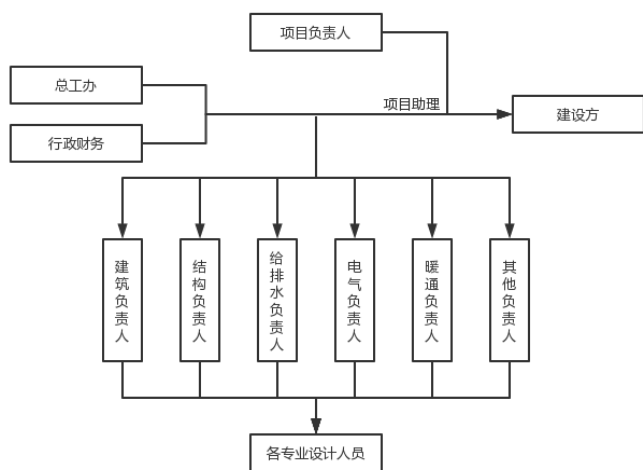 项目负责人
总工办
项目助理
建设方
行政财务
建筑负责人
结构负责人
给排水负责人
电气负责人
暖通负责人
其他负责人
各专业设计人员